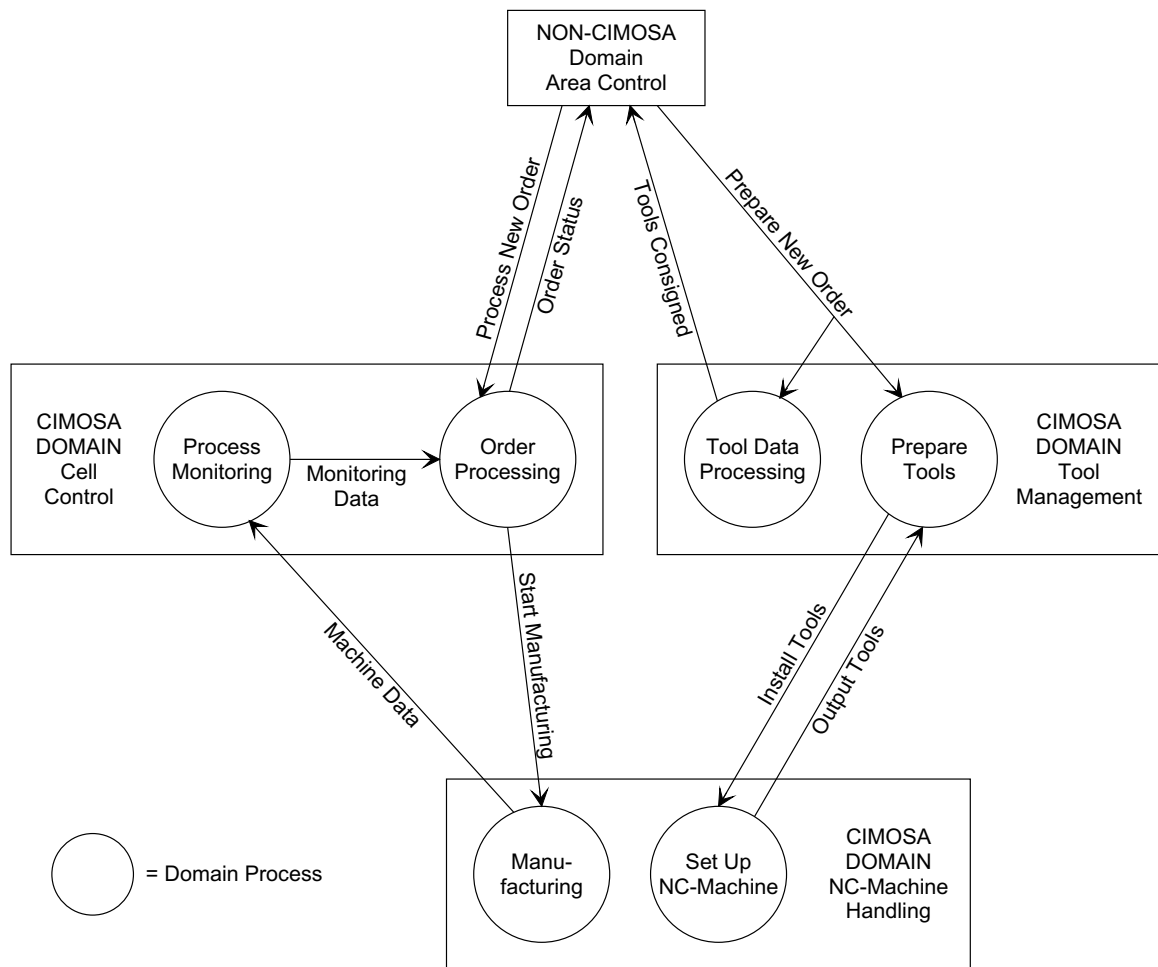 NON-CIMOSA
Domain
Area Control
Process New Order
Order Status
Tools Consigned
Prepare New Order
CIMOSA
DOMAIN
Cell
Control
Process
Monitoring
Monitoring
Data
Order
Processing
Tool Data
Processing
Prepare
Tools
CIMOSA
DOMAIN
Tool
Management
Machine Data
Start Manufacturing
Install Tools
Output Tools
= Domain Process
Manu-
facturing
Set Up
NC-Machine
CIMOSA
DOMAIN
NC-Machine
Handling